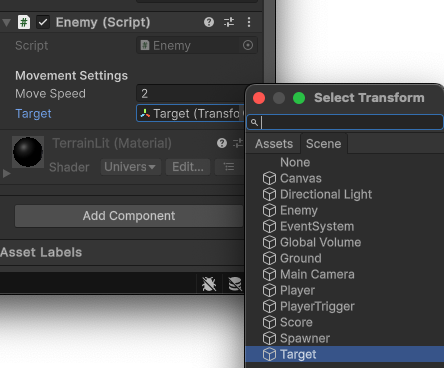 Enemy (Script)
Script
Enemy
Movement Settings
Move Speed
2
Target
Target (Transfo
TerrainLit (Material)
Shader
Univers
Edit...
Add Component
Asset Labels
Select Transform
Assets
Scene
None
Canvas
Directional Light
Enemy
EventSystem
Global Volume
Ground
Main Camera
Player
PlayerTrigger
Score
Spawner
Target